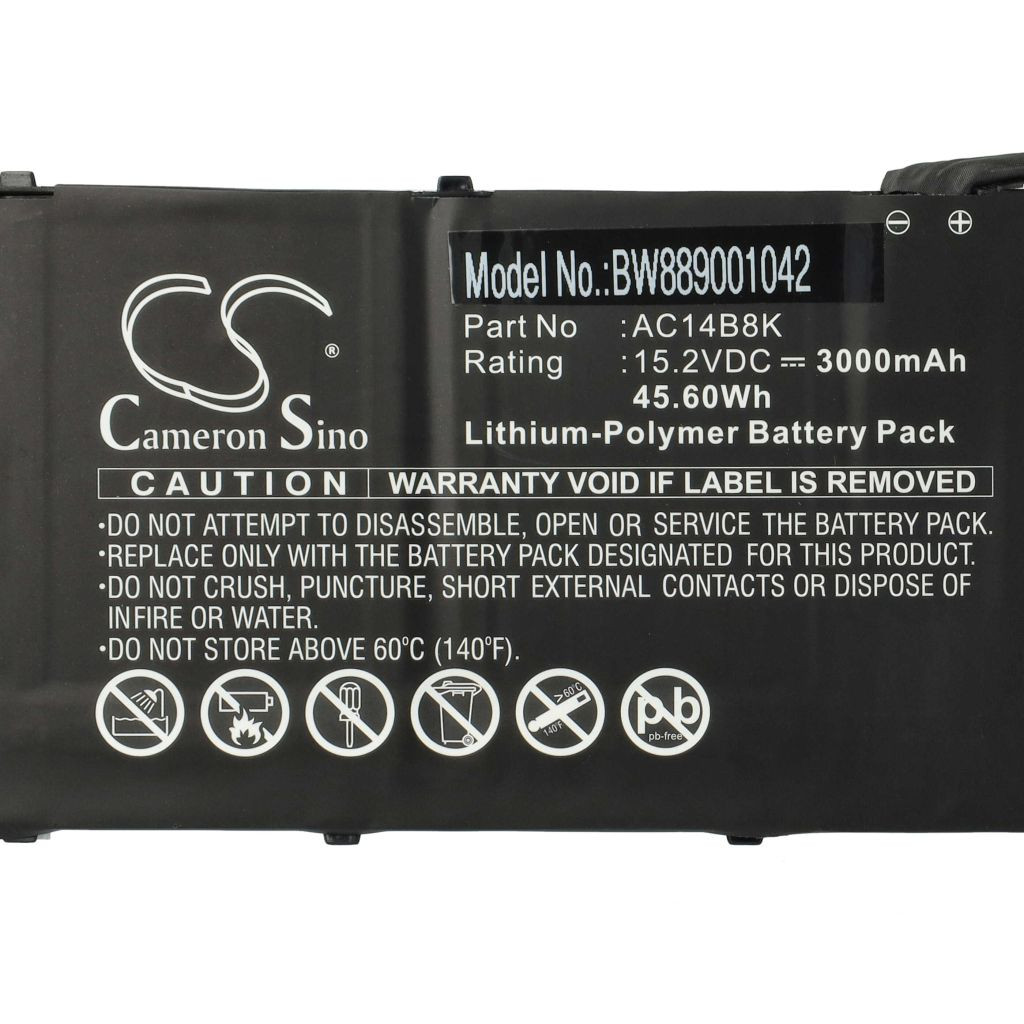 CS ®
Cameron Sino
⊖ ⊕
Model No.:BW889001042
Part No :AC14B8K
Rating :15.2VDC ⎓ 3000mAh
45.60Wh
Lithium-Polymer Battery Pack
CAUTION WARRANTY VOID IF LABEL IS REMOVED
·DO NOT ATTEMPT TO DISASSEMBLE, OPEN OR SERVICE THE BATTERY PACK.
·REPLACE ONLY WITH THE BATTERY PACK DESIGNATED FOR THIS PRODUCT.
·DO NOT CRUSH, PUNCTURE, SHORT EXTERNAL CONTACTS OR DISPOSE OF
INFIRE OR WATER.
·DO NOT STORE ABOVE 60°C (140°F).
>60°C
140°F
pb
pb-free